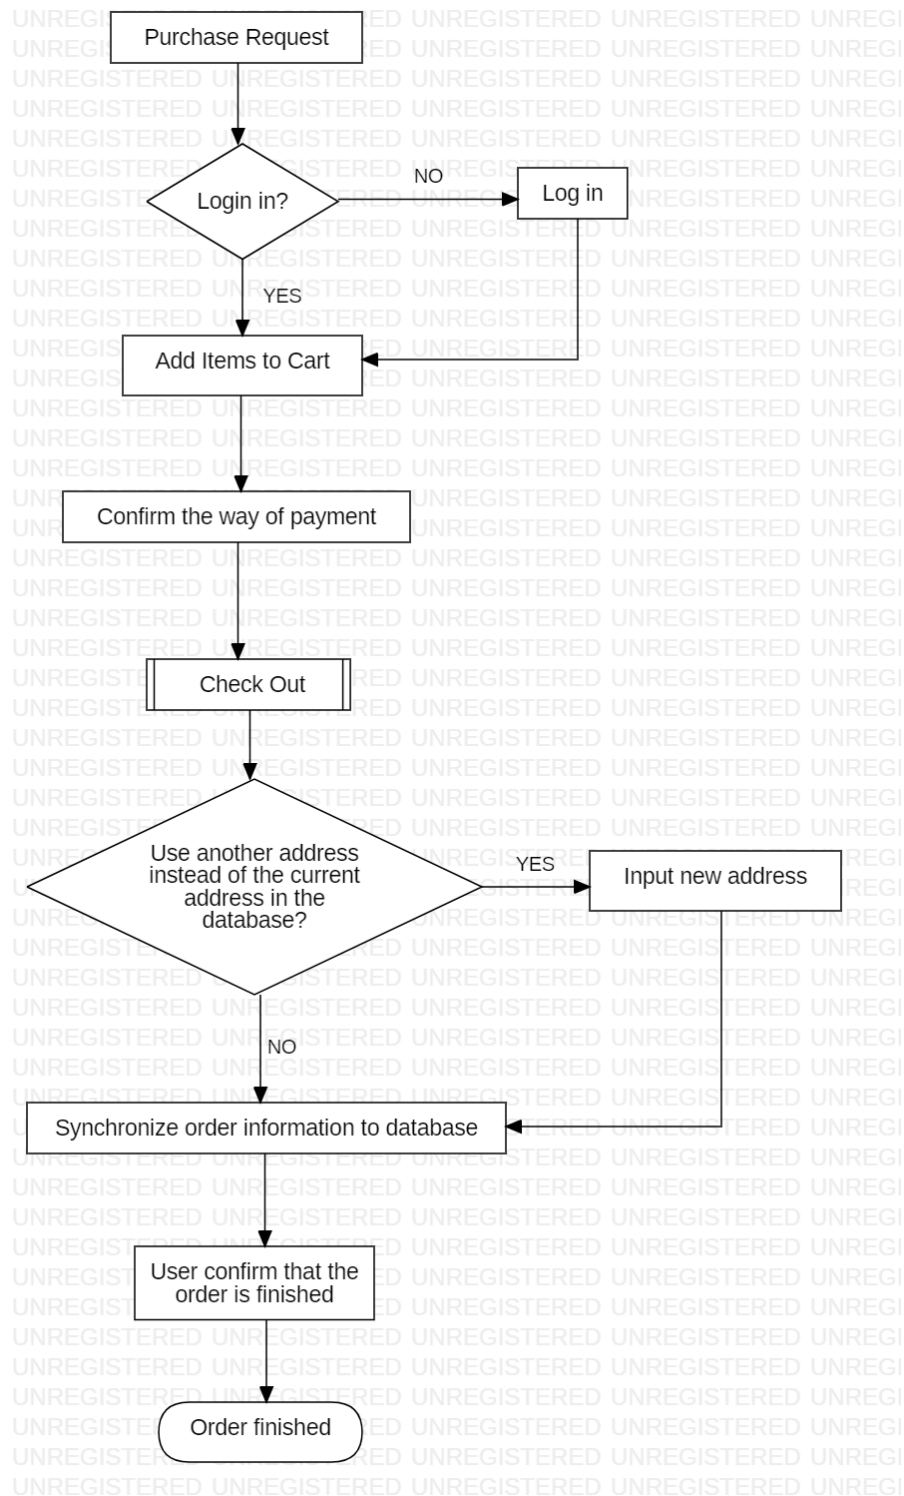 Purchase Request
Login in?
NO
Log in
YES
Add Items to Cart
Confirm the way of payment
Check Out
Use another address
instead of the current
address in the
database?
YES
Input new address
NO
Synchronize order information to database
User confirm that the
order is finished
Order finished
UNREGISTERED